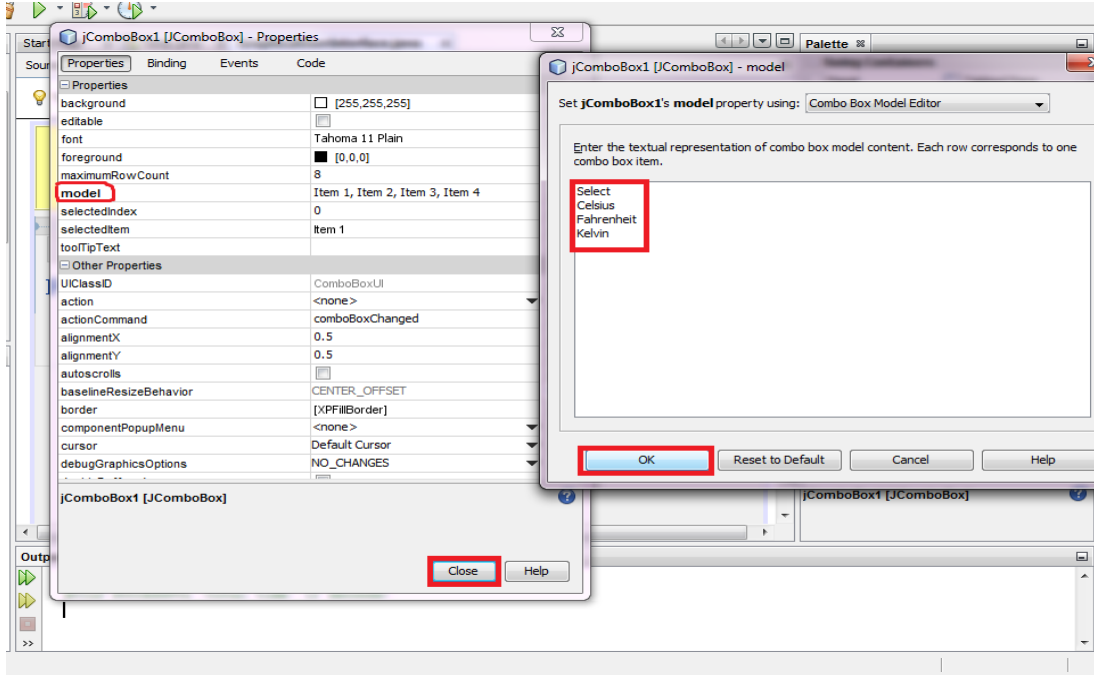 Start
jComboBox1 [JComboBox] - Properties
Palette
Sour
Properties Binding Events Code
jComboBox1 [JComboBox] - model
Properties
background [255,255,255]
Set jComboBox1's model property using: Combo Box Model Editor
editable
font Tahoma 11 Plain
foreground [0,0,0]
Enter the textual representation of combo box model content. Each row corresponds to one
combo box item.
maximumRowCount 8
model Item 1, Item 2, Item 3, Item 4
Select
Celsius
Fahrenheit
Kelvin
selectedIndex 0
selectedItem Item 1
toolTipText
Other Properties
UIClassID ComboBoxUI
action <none>
actionCommand comboBoxChanged
alignmentX 0.5
alignmentY 0.5
autoscrolls
baselineResizeBehavior CENTER_OFFSET
border [XPFillBorder]
componentPopupMenu <none>
cursor Default Cursor
debugGraphicsOptions NO_CHANGES
OK Reset to Default Cancel Help
jComboBox1 [JComboBox]
jComboBox1 [JComboBox]
Outp
Close Help